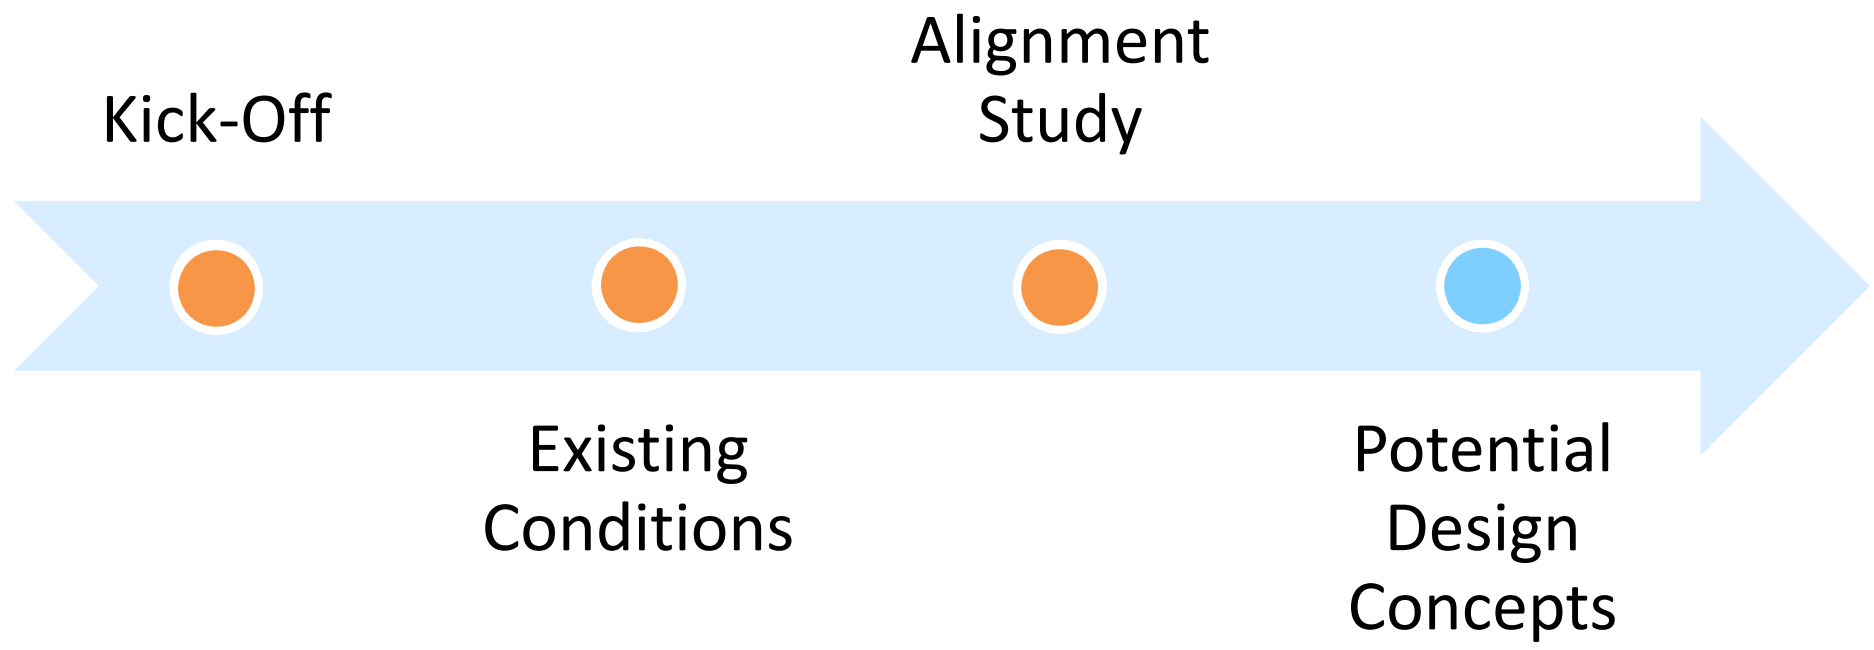 Kick-Off
Existing
Conditions
Alignment
Study
Potential
Design
Concepts